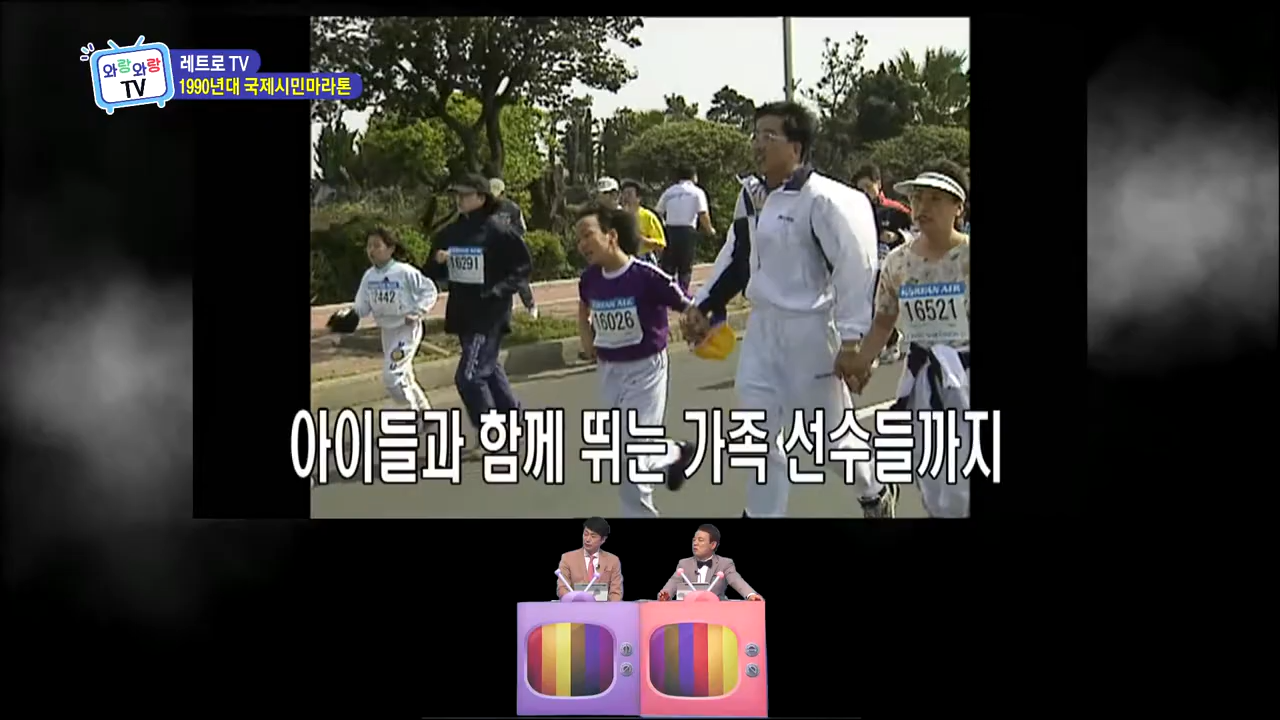 와랑와랑
TV
레트로 TV
1990년대 국제시민마라톤
16291
2442
KOREAN AIR
16026
KOREAN AIR
16521
아이들과 함께 뛰는 가족 선수들까지